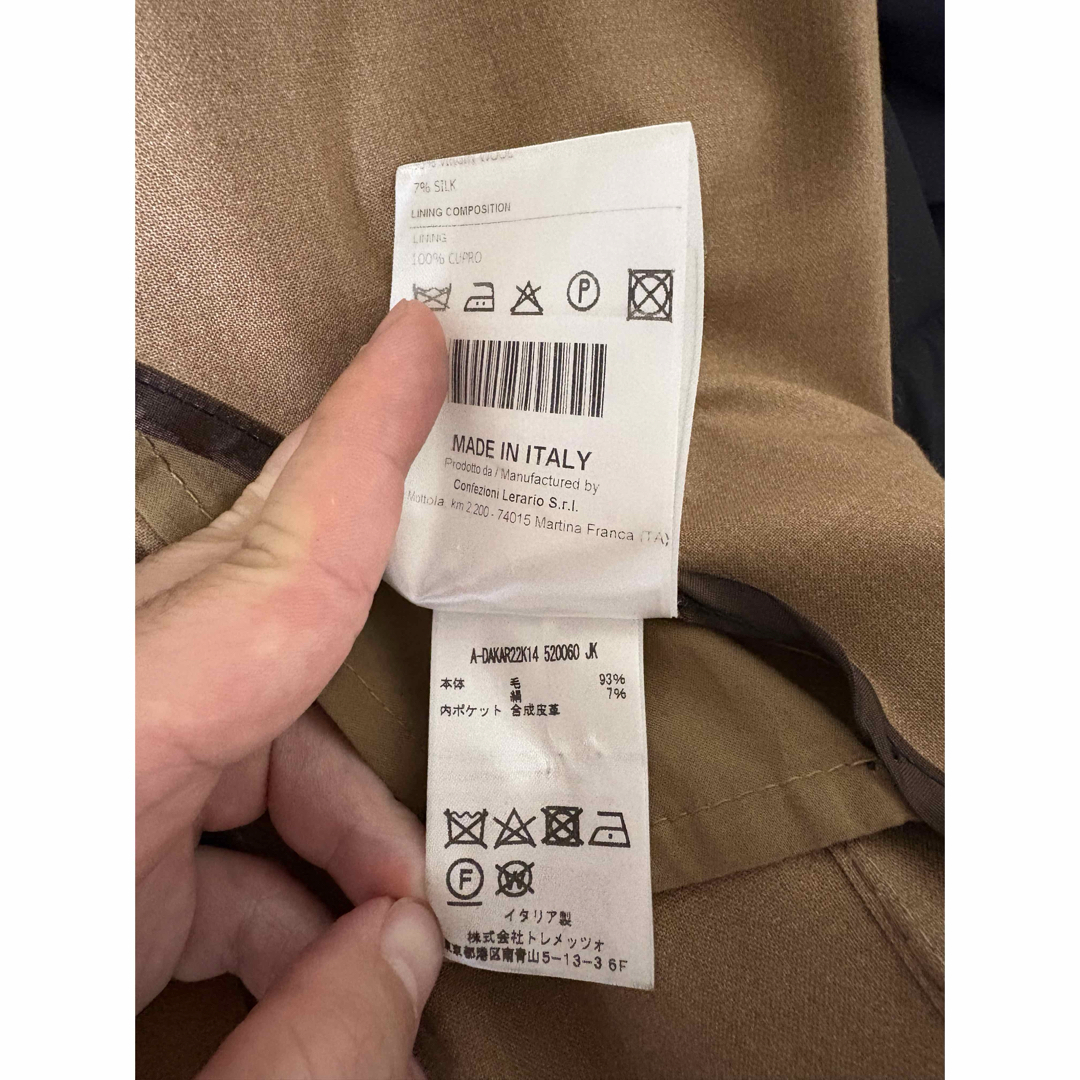 7% SILK
LINING COMPOSITION
LINING
100% CUPRO
P
MADE IN ITALY
Prodotto da / Manufactured by
Confezioni Lerario S.r.l.
Mottola, km 2.200 - 74015 Martina Franca (TA)
A-DAKAR22K14 520060 JK
本体 毛 93%
絹 7%
内ポケット 合成皮革
F W
イタリア製
株式会社トレメッツォ
東京都港区南青山5-13-3 6F